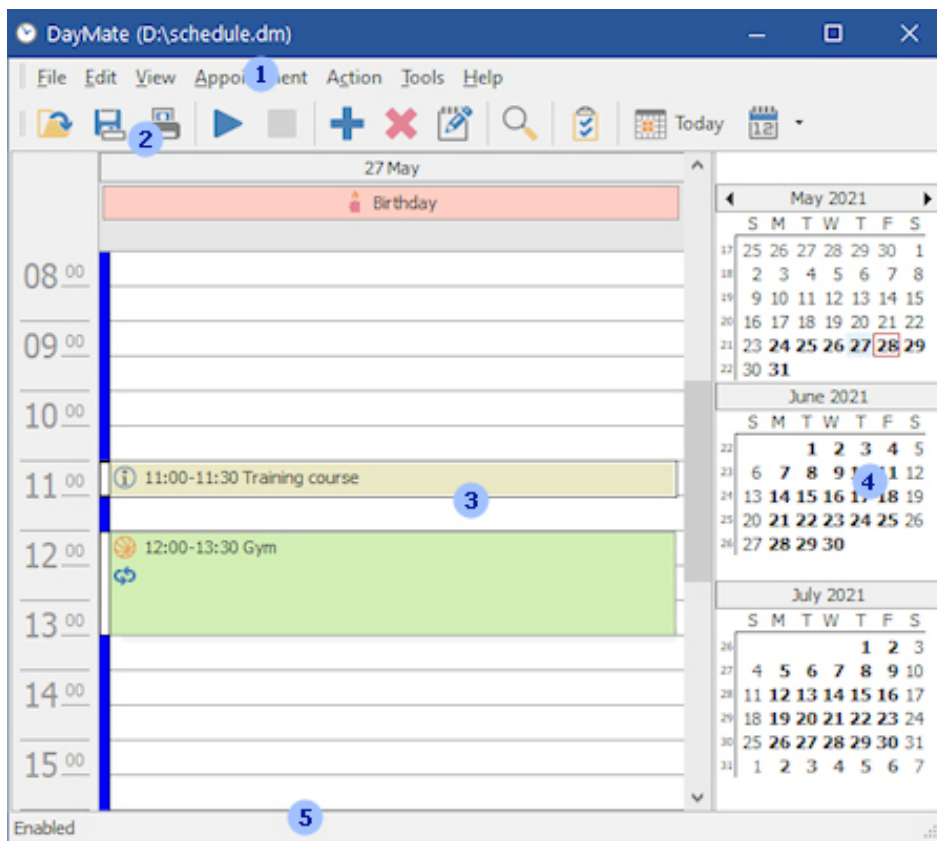 DayMate (D:\schedule.dm)
File Edit View Appointment Action Tools Help
1
2
12
Today
27 May
Birthday
08 00
09 00
10 00
11 00
12 00
13 00
14 00
15 00
11:00-11:30 Training course
3
12:00-13:30 Gym
May 2021
S M T W T F S
17 25 26 27 28 29 30 1
18 2 3 4 5 6 7 8
19 9 10 11 12 13 14 15
20 16 17 18 19 20 21 22
21 23 24 25 26 27 28 29
22 30 31
June 2021
S M T W T F S
22 1 2 3 4 5
23 6 7 8 9 10 11 12
4
24 13 14 15 16 17 18 19
25 20 21 22 23 24 25 26
26 27 28 29 30
July 2021
S M T W T F S
26 1 2 3
27 4 5 6 7 8 9 10
28 11 12 13 14 15 16 17
29 18 19 20 21 22 23 24
30 25 26 27 28 29 30 31
31 1 2 3 4 5 6 7
5
Enabled